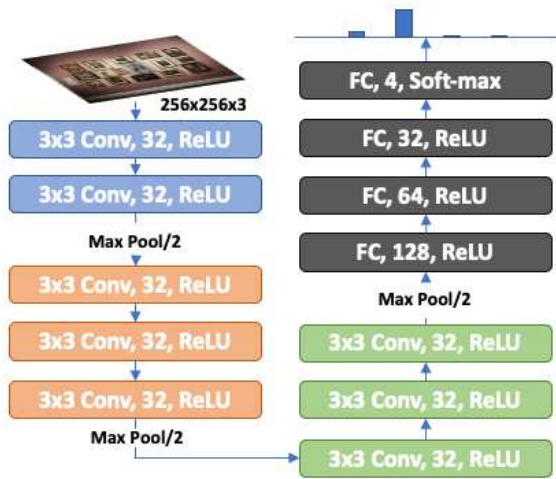 256x256x3
3x3 Conv, 32, ReLU
3x3 Conv, 32, ReLU
Max Pool/2
3x3 Conv, 32, ReLU
3x3 Conv, 32, ReLU
3x3 Conv, 32, ReLU
Max Pool/2
3x3 Conv, 32, ReLU
3x3 Conv, 32, ReLU
3x3 Conv, 32, ReLU
Max Pool/2
FC, 128, ReLU
FC, 64, ReLU
FC, 32, ReLU
FC, 4, Soft-max